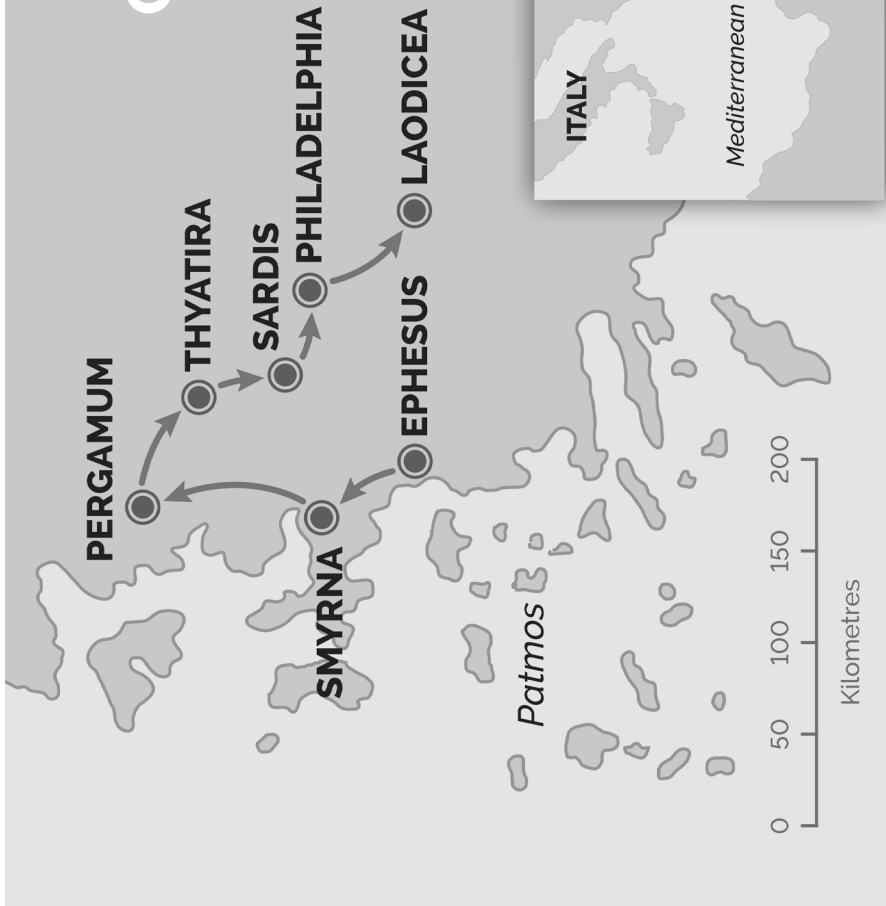 PERGAMUM
THYATIRA
SARDIS
PHILADELPHIA
LAODICEA
EPHESUS
SMYRNA
Patmos
0 50 100 150 200
Kilometres
ITALY
Mediterranean